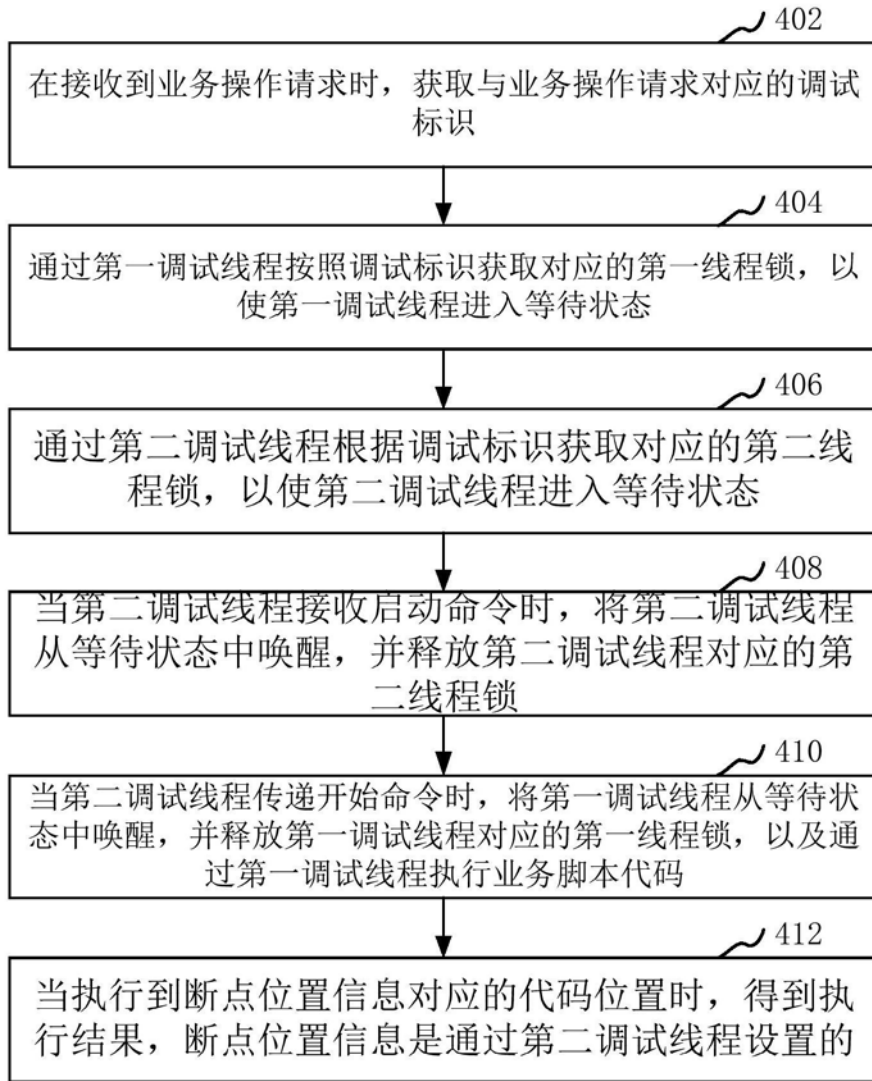 402
在接收到业务操作请求时，获取与业务操作请求对应的调试
标识
404
通过第一调试线程按照调试标识获取对应的第一线程锁，以
使第一调试线程进入等待状态
406
通过第二调试线程根据调试标识获取对应的第二线
程锁，以使第二调试线程进入等待状态
408
当第二调试线程接收启动命令时，将第二调试线程
从等待状态中唤醒，并释放第二调试线程对应的第
二线程锁
410
当第二调试线程传递开始命令时，将第一调试线程从等待状
态中唤醒，并释放第一调试线程对应的第一线程锁，以及通
过第一调试线程执行业务脚本代码
412
当执行到断点位置信息对应的代码位置时，得到执
行结果，断点位置信息是通过第二调试线程设置的